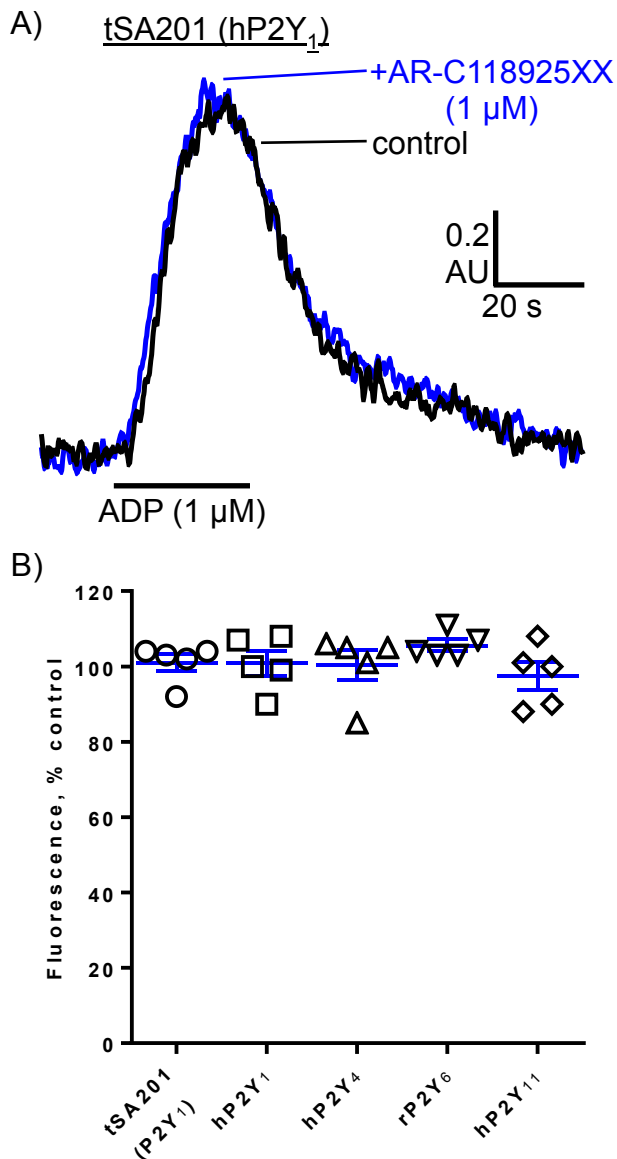 A)
tSA201 (hP2Y₁)
+AR-C118925XX
(1 µM)
control
0.2
AU
20 s
ADP (1 µM)
B)
Fluorescence, % control
120
100
80
60
40
20
0
tSA201
(P2Y₁)
hP2Y₁
hP2Y₄
rP2Y₆
hP2Y₁₁